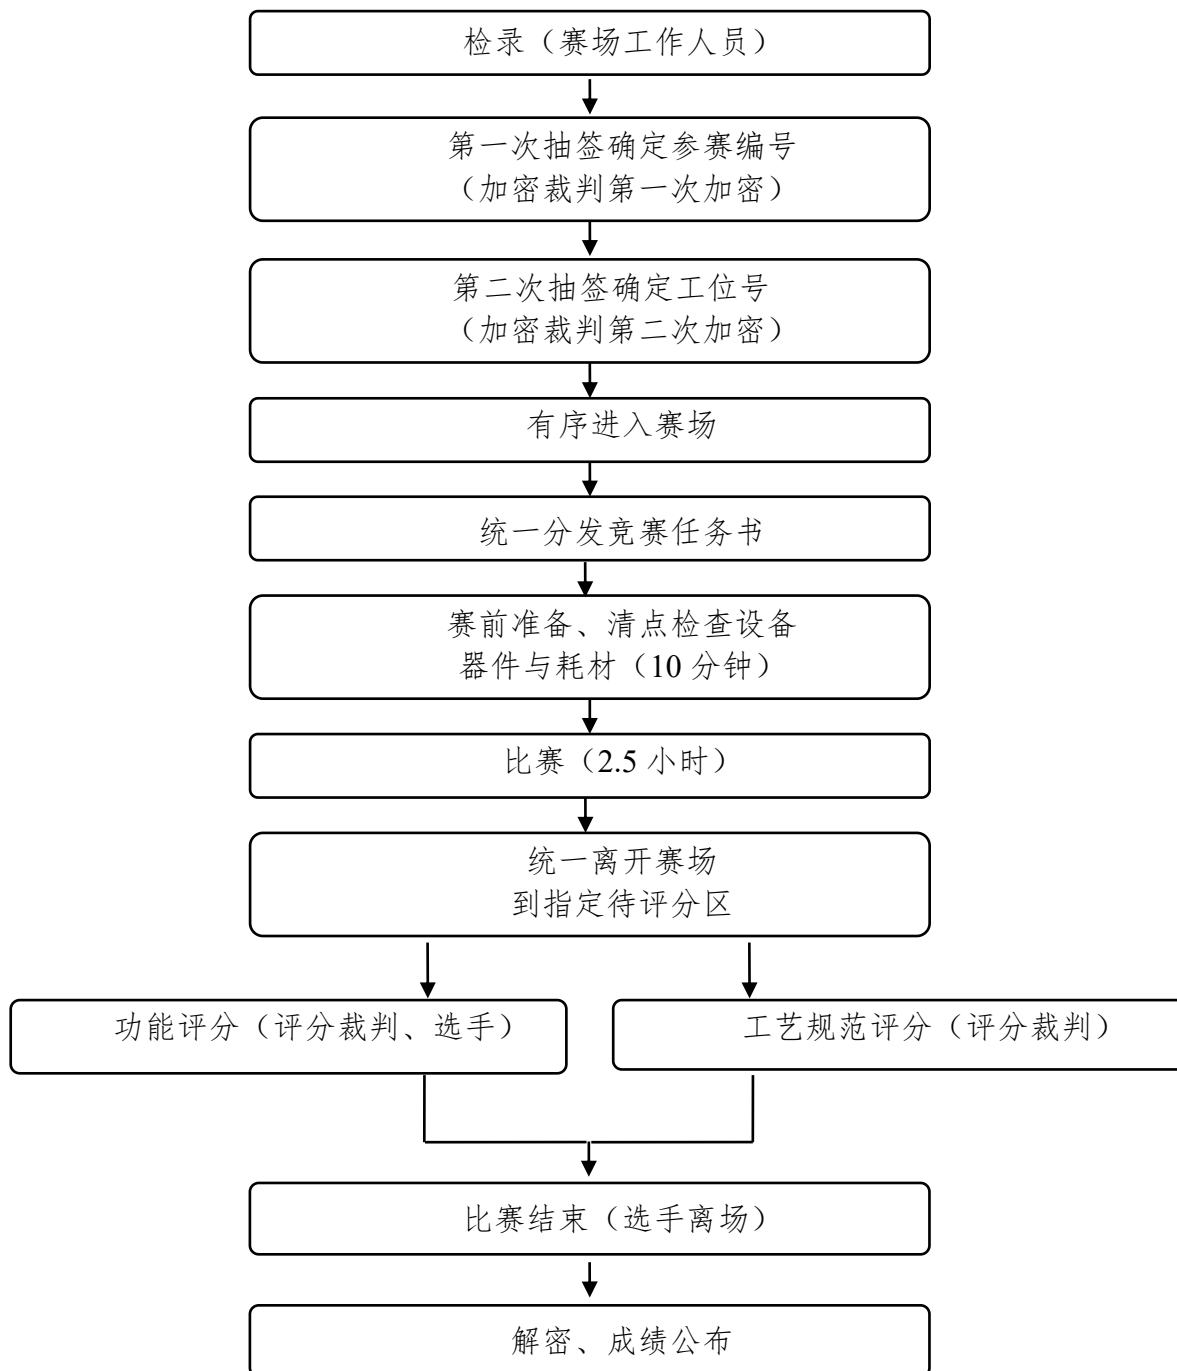 检录（赛场工作人员）
第一次抽签确定参赛编号
（加密裁判第一次加密）
第二次抽签确定工位号
（加密裁判第二次加密）
有序进入赛场
统一分发竞赛任务书
赛前准备、清点检查设备
器件与耗材（10 分钟）
比赛（2.5 小时）
统一离开赛场
到指定待评分区
功能评分（评分裁判、选手）
工艺规范评分（评分裁判）
比赛结束（选手离场）
解密、成绩公布